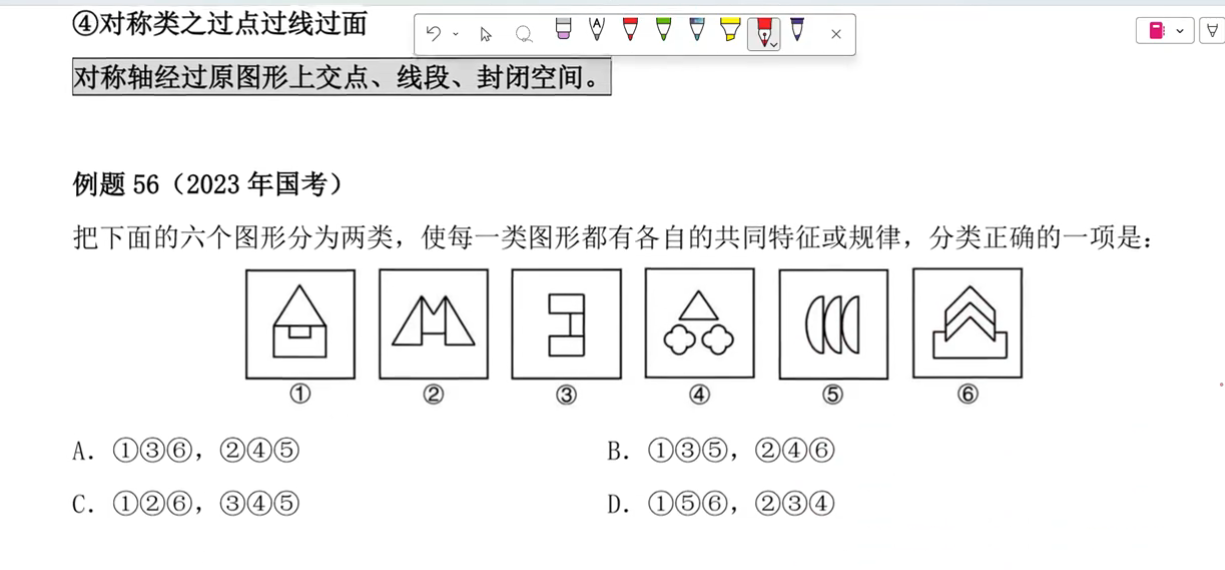 ④对称类之过点过线过面
对称轴经过原图形上交点、线段、封闭空间。
例题 56（2023 年国考）
把下面的六个图形分为两类，使每一类图形都有各自的共同特征或规律，分类正确的一项是：
① ② ③ ④ ⑤ ⑥
A. ①③⑥，②④⑤ B. ①③⑤，②④⑥
C. ①②⑥，③④⑤ D. ①⑤⑥，②③④